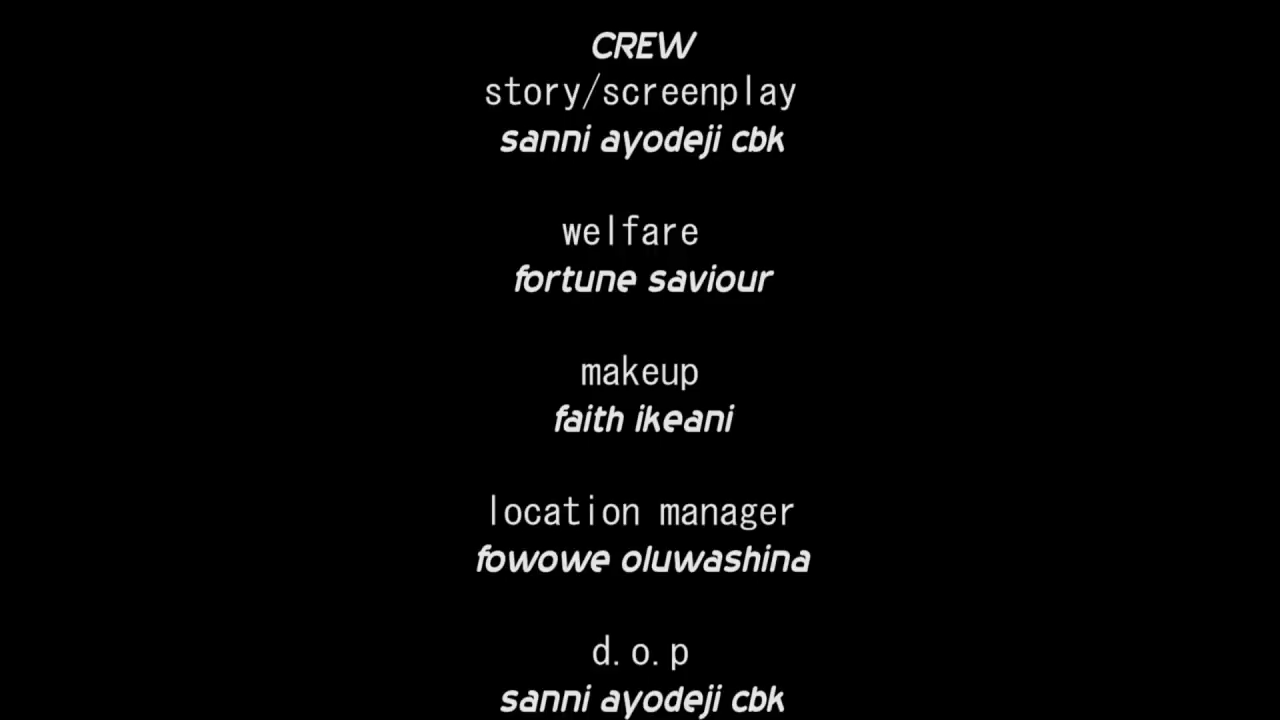 CREW
story/screenplay
sanni ayodeji cbk
welfare
fortune saviour
makeup
faith ikeani
location manager
fowowe oluwashina
d.o.p
sanni ayodeji cbk